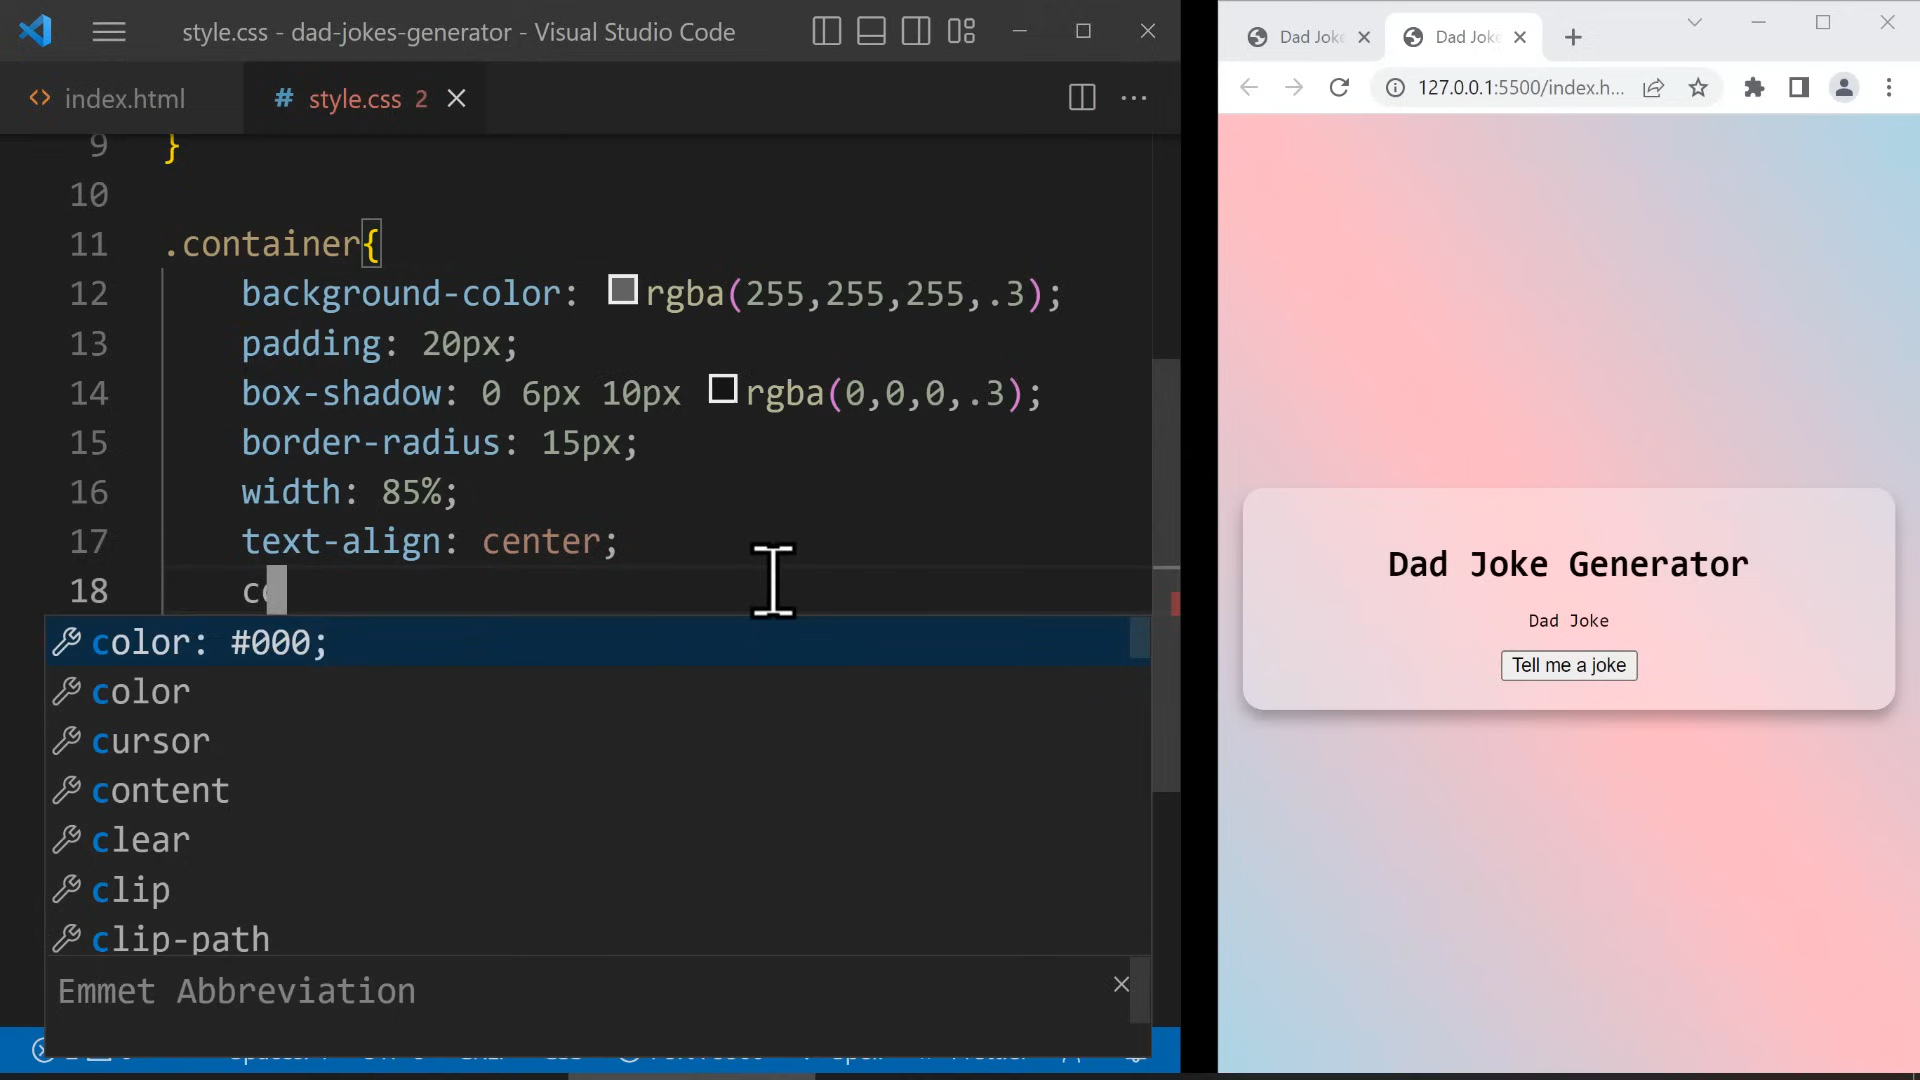 style.css - dad-jokes-generator - Visual Studio Code
index.html
# style.css 2
9 }
10
11 .container{
12 background-color: rgba(255,255,255,.3);
13 padding: 20px;
14 box-shadow: 0 6px 10px rgba(0,0,0,.3);
15 border-radius: 15px;
16 width: 85%;
17 text-align: center;
18 co
color: #000;
color
cursor
content
clear
clip
clip-path
Emmet Abbreviation
Dad Joke
Dad Joke
127.0.0.1:5500/index.h...
Dad Joke Generator
Dad Joke
Tell me a joke